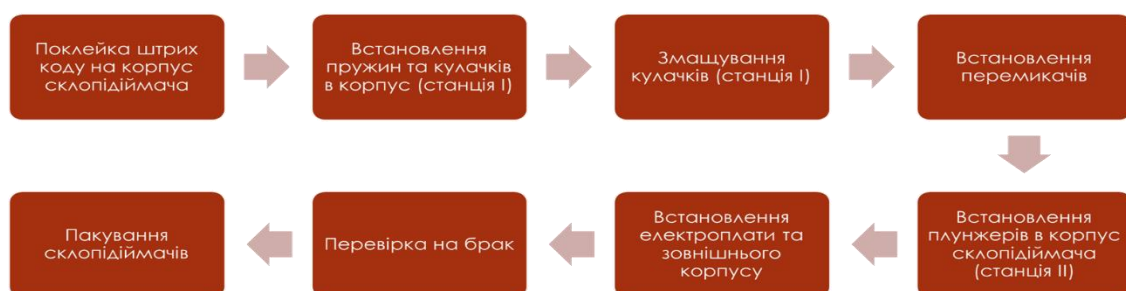 Поклейка штрих
коду на корпус
склопідіймача
Встановлення
пружин та кулачків
в корпус (станція І)
Змащування
кулачків (станція І)
Встановлення
перемикачів
Встановлення
плунжерів в корпус
склопідіймача
(станція ІІ)
Встановлення
електроплати та
зовнішнього
корпусу
Перевірка на брак
Пакування
склопідіймачів